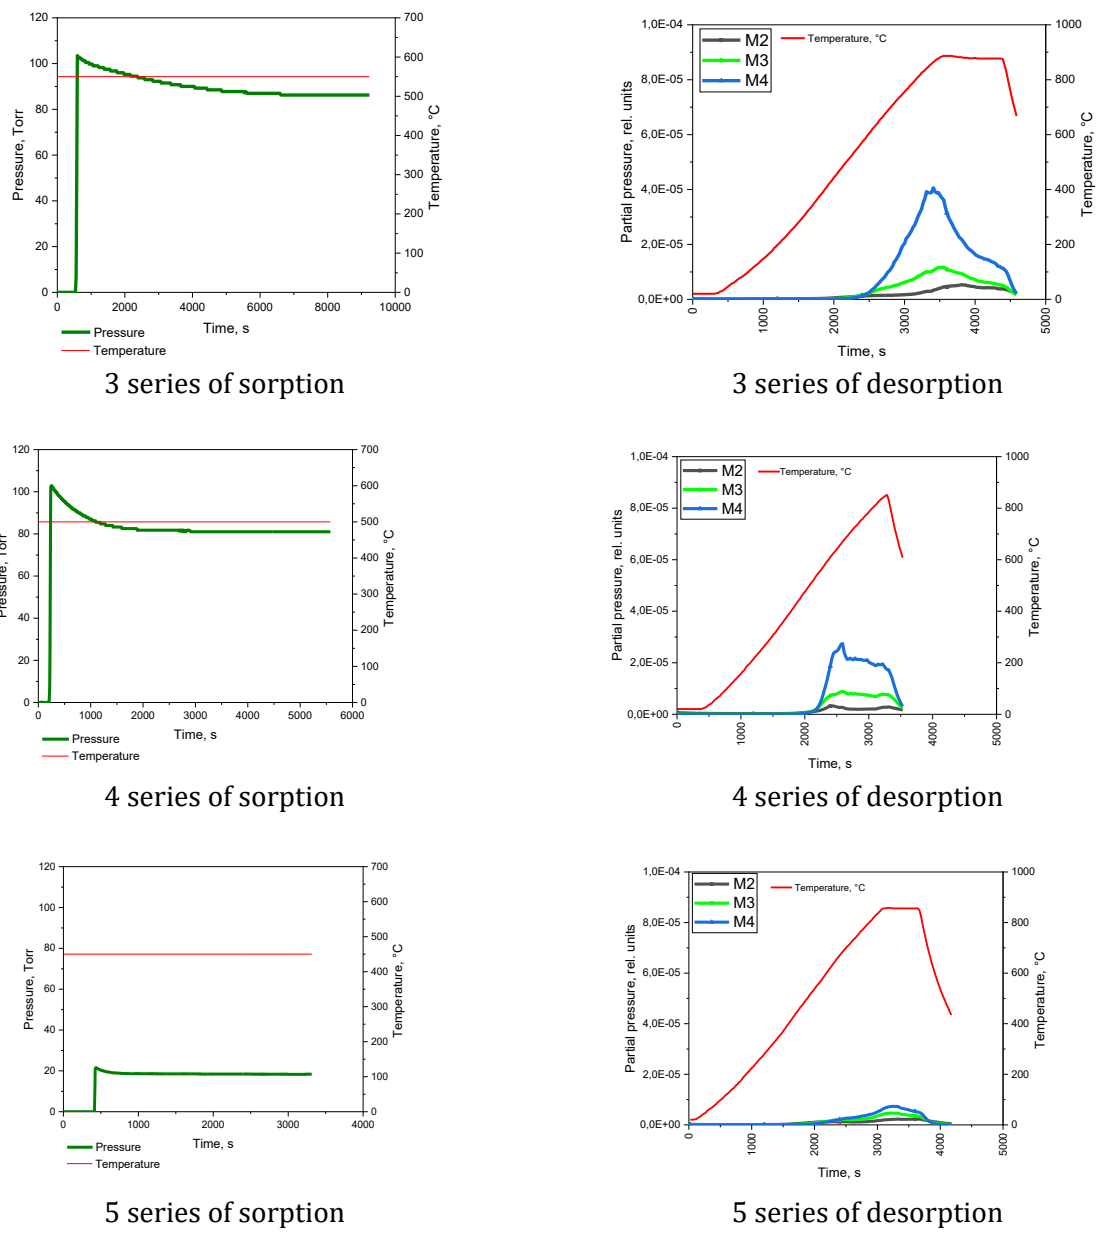 120
100
80
60
40
20
0
Pressure, Torr
700
600
500
400
300
200
100
0
Temperature, °C
0 2000 4000 6000 8000 10000
Time, s
Pressure
Temperature
3 series of sorption
1,0E-04
8,0E-05
6,0E-05
4,0E-05
2,0E-05
0,0E+00
Partial pressure, rel. units
M2
M3
M4
Temperature, °C
1000
800
600
400
200
0
Temperature, °C
0 1000 2000 3000 4000 5000
Time, s
3 series of desorption
120
100
80
60
40
20
0
Pressure, Torr
700
600
500
400
300
200
100
0
Temperature, °C
0 1000 2000 3000 4000 5000 6000
Time, s
Pressure
Temperature
4 series of sorption
1,0E-04
8,0E-05
6,0E-05
4,0E-05
2,0E-05
0,0E+00
Partial pressure, rel. units
M2
M3
M4
Temperature, °C
1000
800
600
400
200
0
Temperature, °C
0 1000 2000 3000 4000 5000
Time, s
4 series of desorption
120
100
80
60
40
20
0
Pressure, Torr
700
600
500
400
300
200
100
0
Temperature, °C
0 1000 2000 3000 4000
Time, s
Pressure
Temperature
5 series of sorption
1,0E-04
8,0E-05
6,0E-05
4,0E-05
2,0E-05
0,0E+00
Partial pressure, rel. units
M2
M3
M4
Temperature, °C
1000
800
600
400
200
0
Temperature, °C
0 1000 2000 3000 4000 5000
Time, s
5 series of desorption